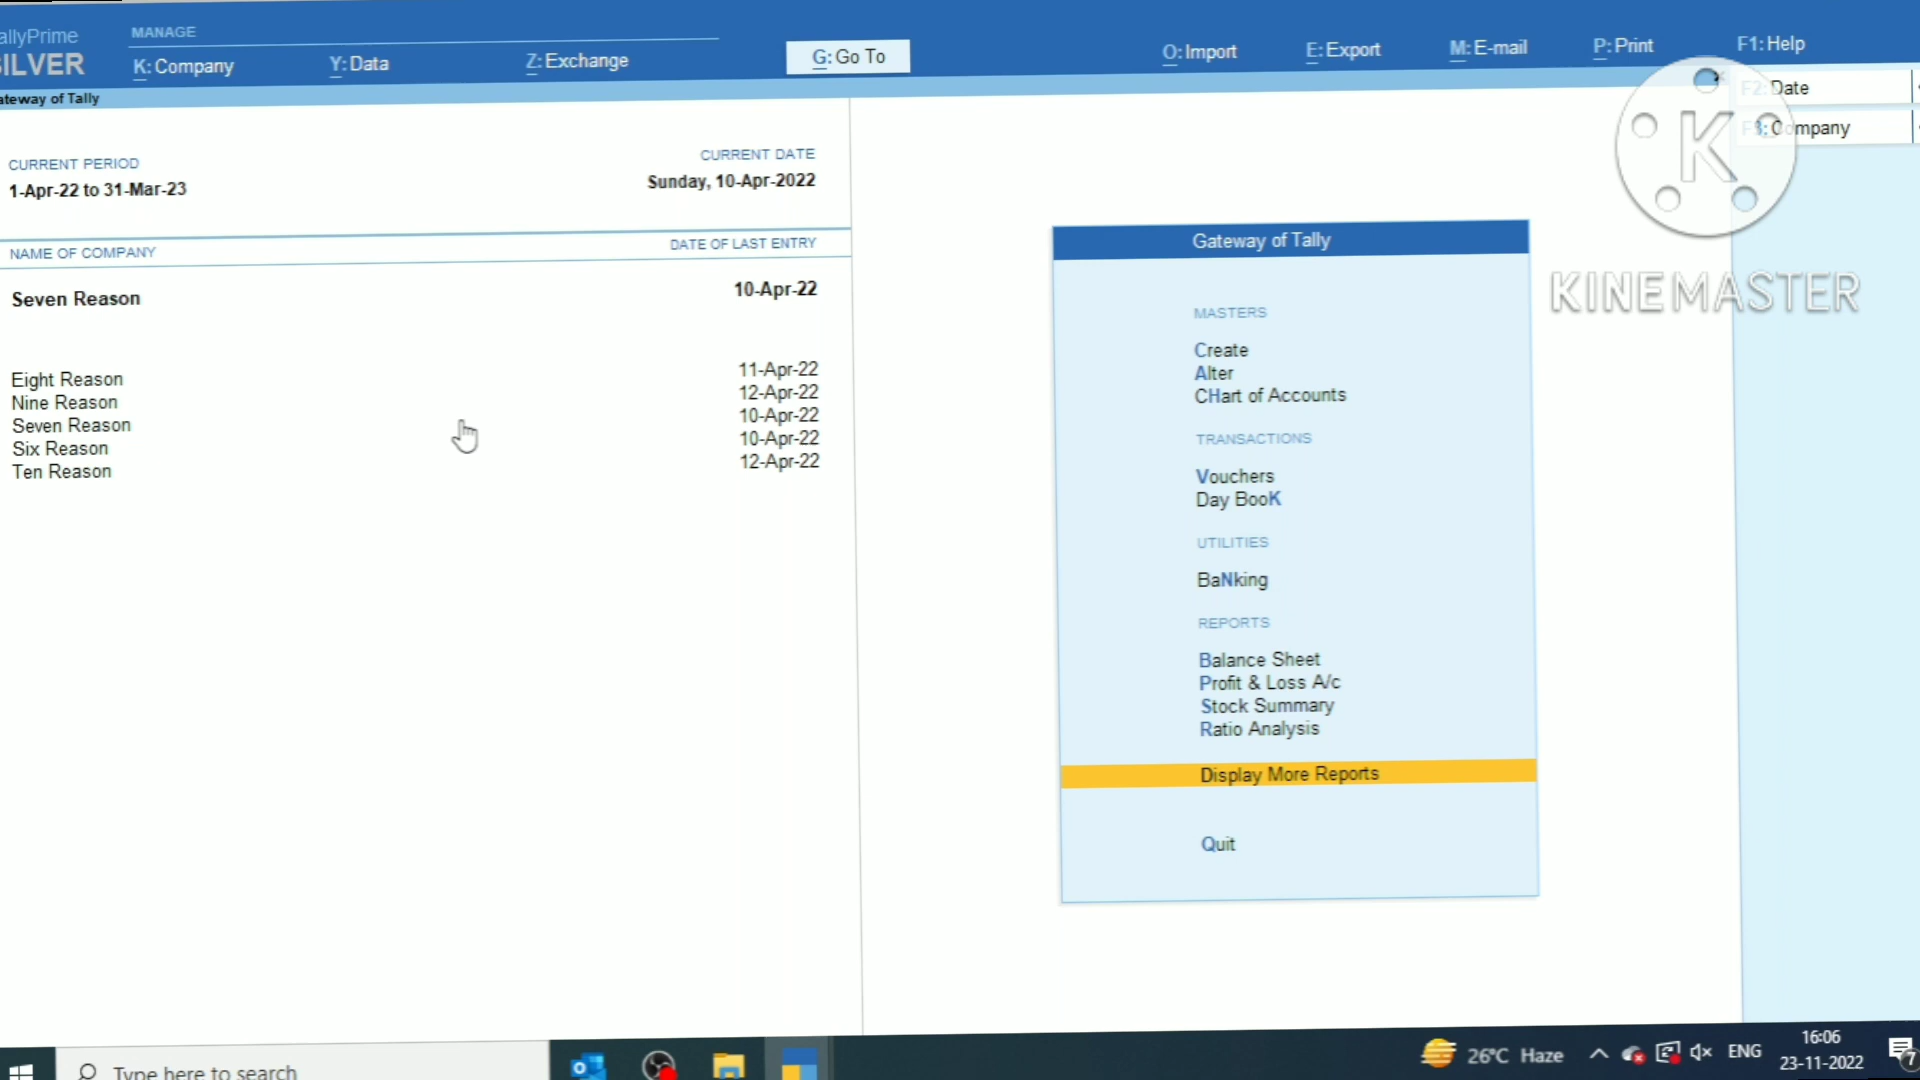 allyPrime
SILVER
MANAGE
K: Company
Y: Data
Z: Exchange
G: Go To
O: Import
E: Export
M: E-mail
P: Print
F1: Help
ateway of Tally
F2: Date
F3: Company
CURRENT PERIOD
1-Apr-22 to 31-Mar-23
CURRENT DATE
Sunday, 10-Apr-2022
NAME OF COMPANY
DATE OF LAST ENTRY
Seven Reason 10-Apr-22
Eight Reason 11-Apr-22
Nine Reason 12-Apr-22
Seven Reason 10-Apr-22
Six Reason 10-Apr-22
Ten Reason 12-Apr-22
Gateway of Tally
MASTERS
Create
Alter
CHart of Accounts
TRANSACTIONS
Vouchers
Day BooK
UTILITIES
BaNking
REPORTS
Balance Sheet
Profit & Loss A/c
Stock Summary
Ratio Analysis
Display More Reports
Quit
K
KINEMASTER
Type here to search
26°C Haze
ENG
16:06
23-11-2022
7